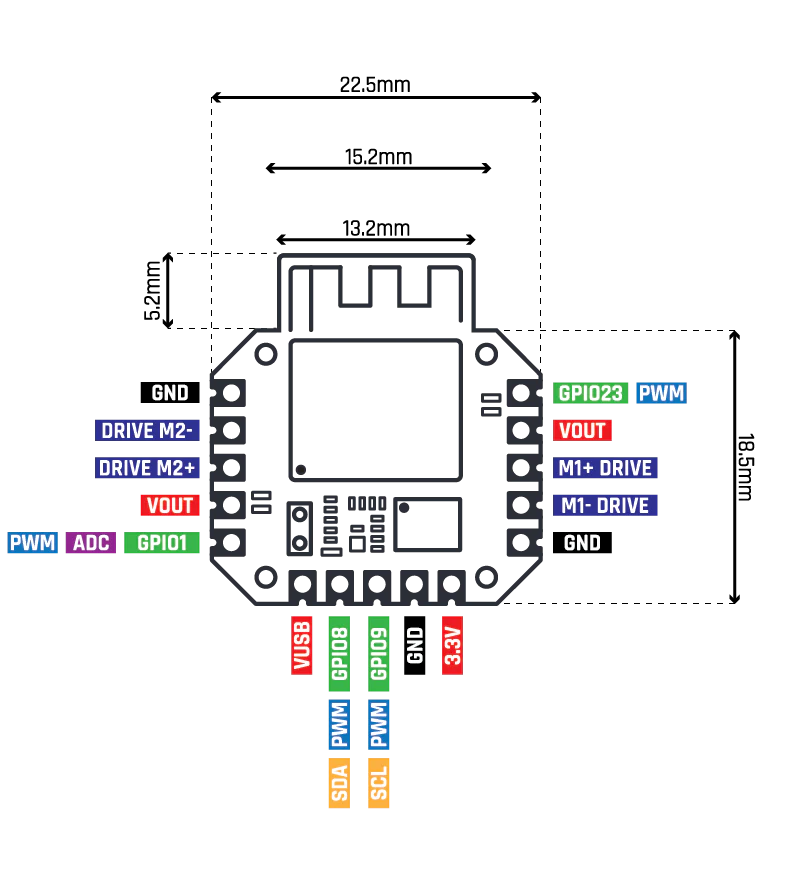 22.5mm
15.2mm
13.2mm
5.2mm
GND
GPIO23 PWM
DRIVE M2-
VOUT
DRIVE M2+
M1+ DRIVE
18.5mm
VOUT
M1- DRIVE
PWM ADC GPIO1
GND
VUSB
GPIO8
GPIO9
GND
3.3V
PWM
PWM
SDA
SCL